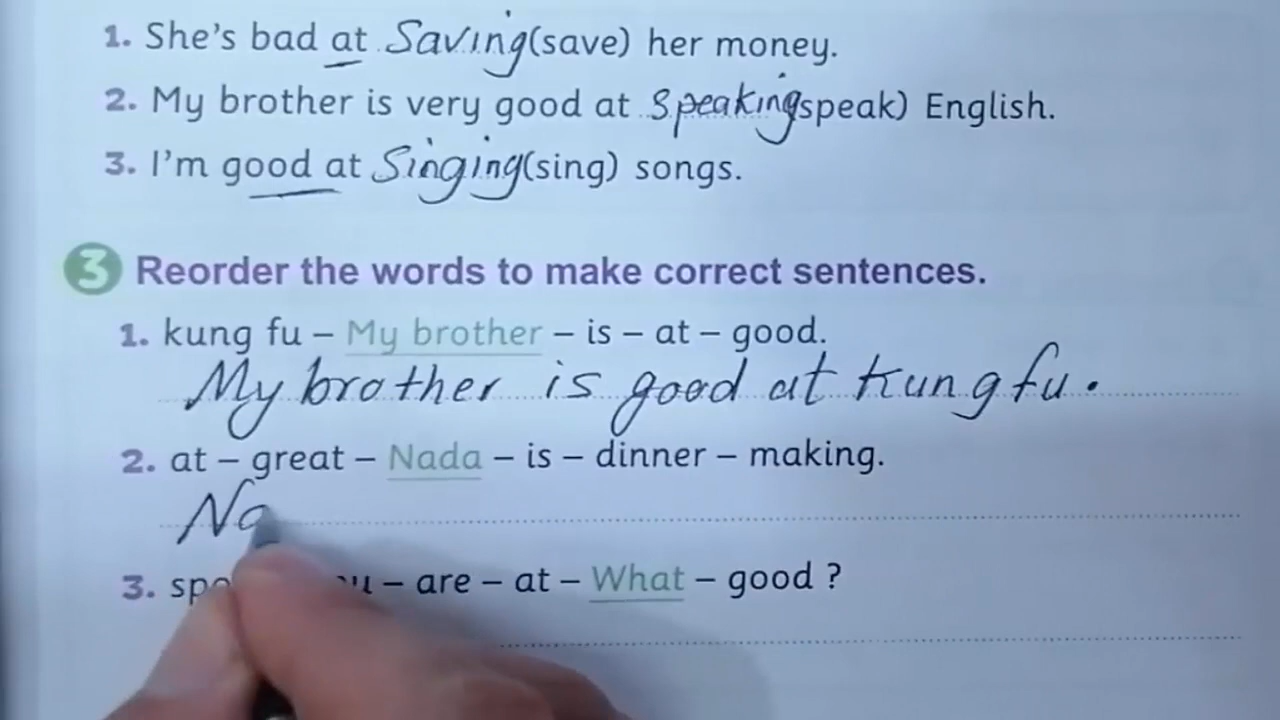 1. She's bad at Saving (save) her money.
2. My brother is very good at Speaking speak) English.
3. I'm good at Singing (sing) songs.
3 Reorder the words to make correct sentences.
1. kung fu – My brother – is – at – good.
My brother is good at kung fu.
2. at – great – Nada – is – dinner – making.
Na
3. – are – at – What – good ?